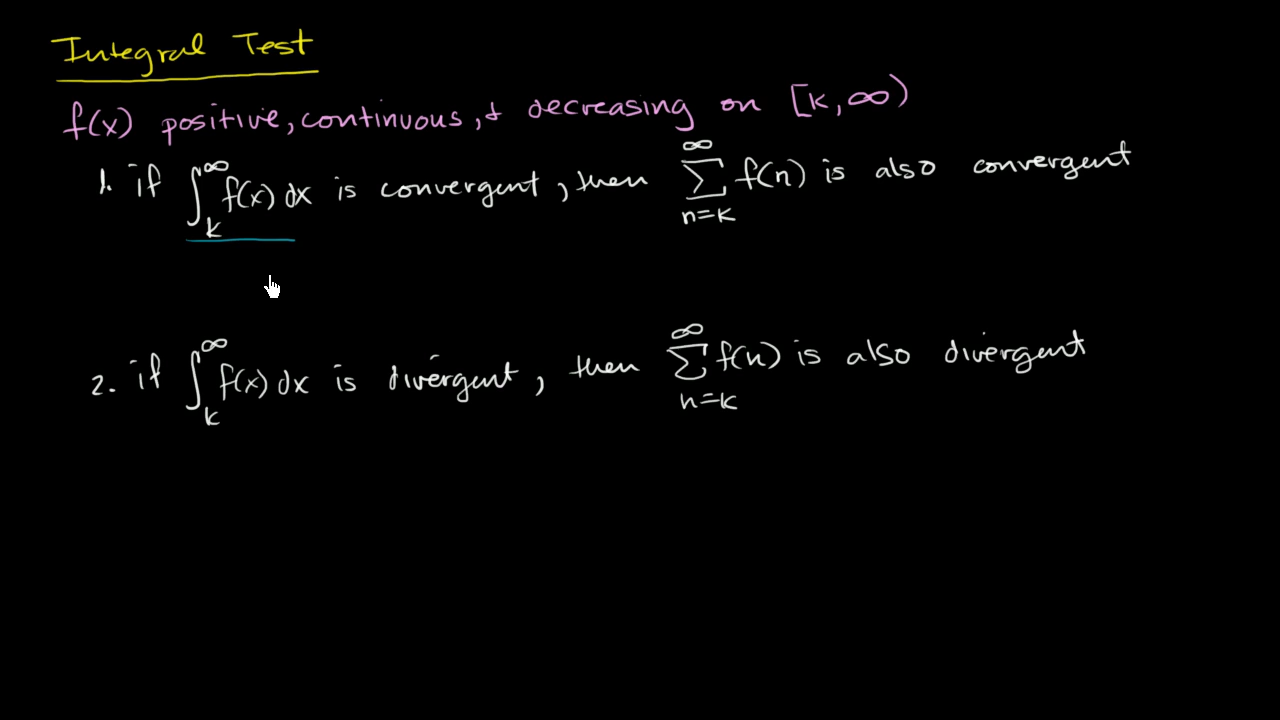 Integral Test
f(x) positive, continuous, & decreasing on [k, ∞)
1. if ∫_k^∞ f(x) dx is convergent, then ∑_{n=k}^∞ f(n) is also convergent
2. if ∫_k^∞ f(x) dx is divergent, then ∑_{n=k}^∞ f(n) is also divergent